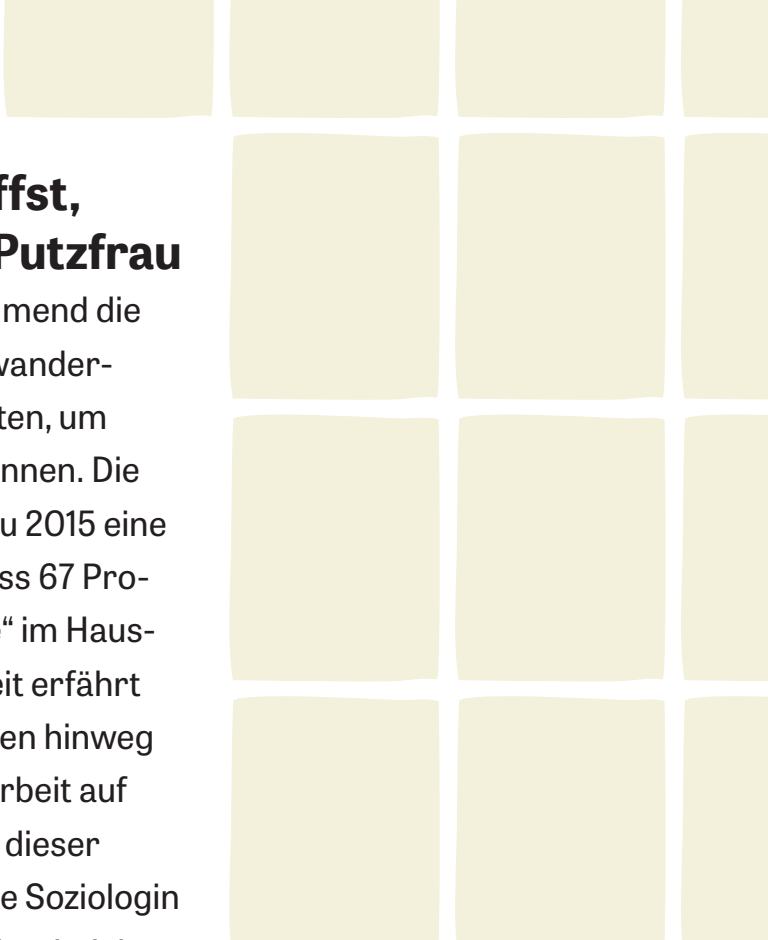 ffst,
Putzfrau
mend die
wander-
ten, um
nnen. Die
u 2015 eine
ss 67 Pro-
“ im Haus-
eit erfährt
en hinweg
rbeit auf
dieser
e Soziologin